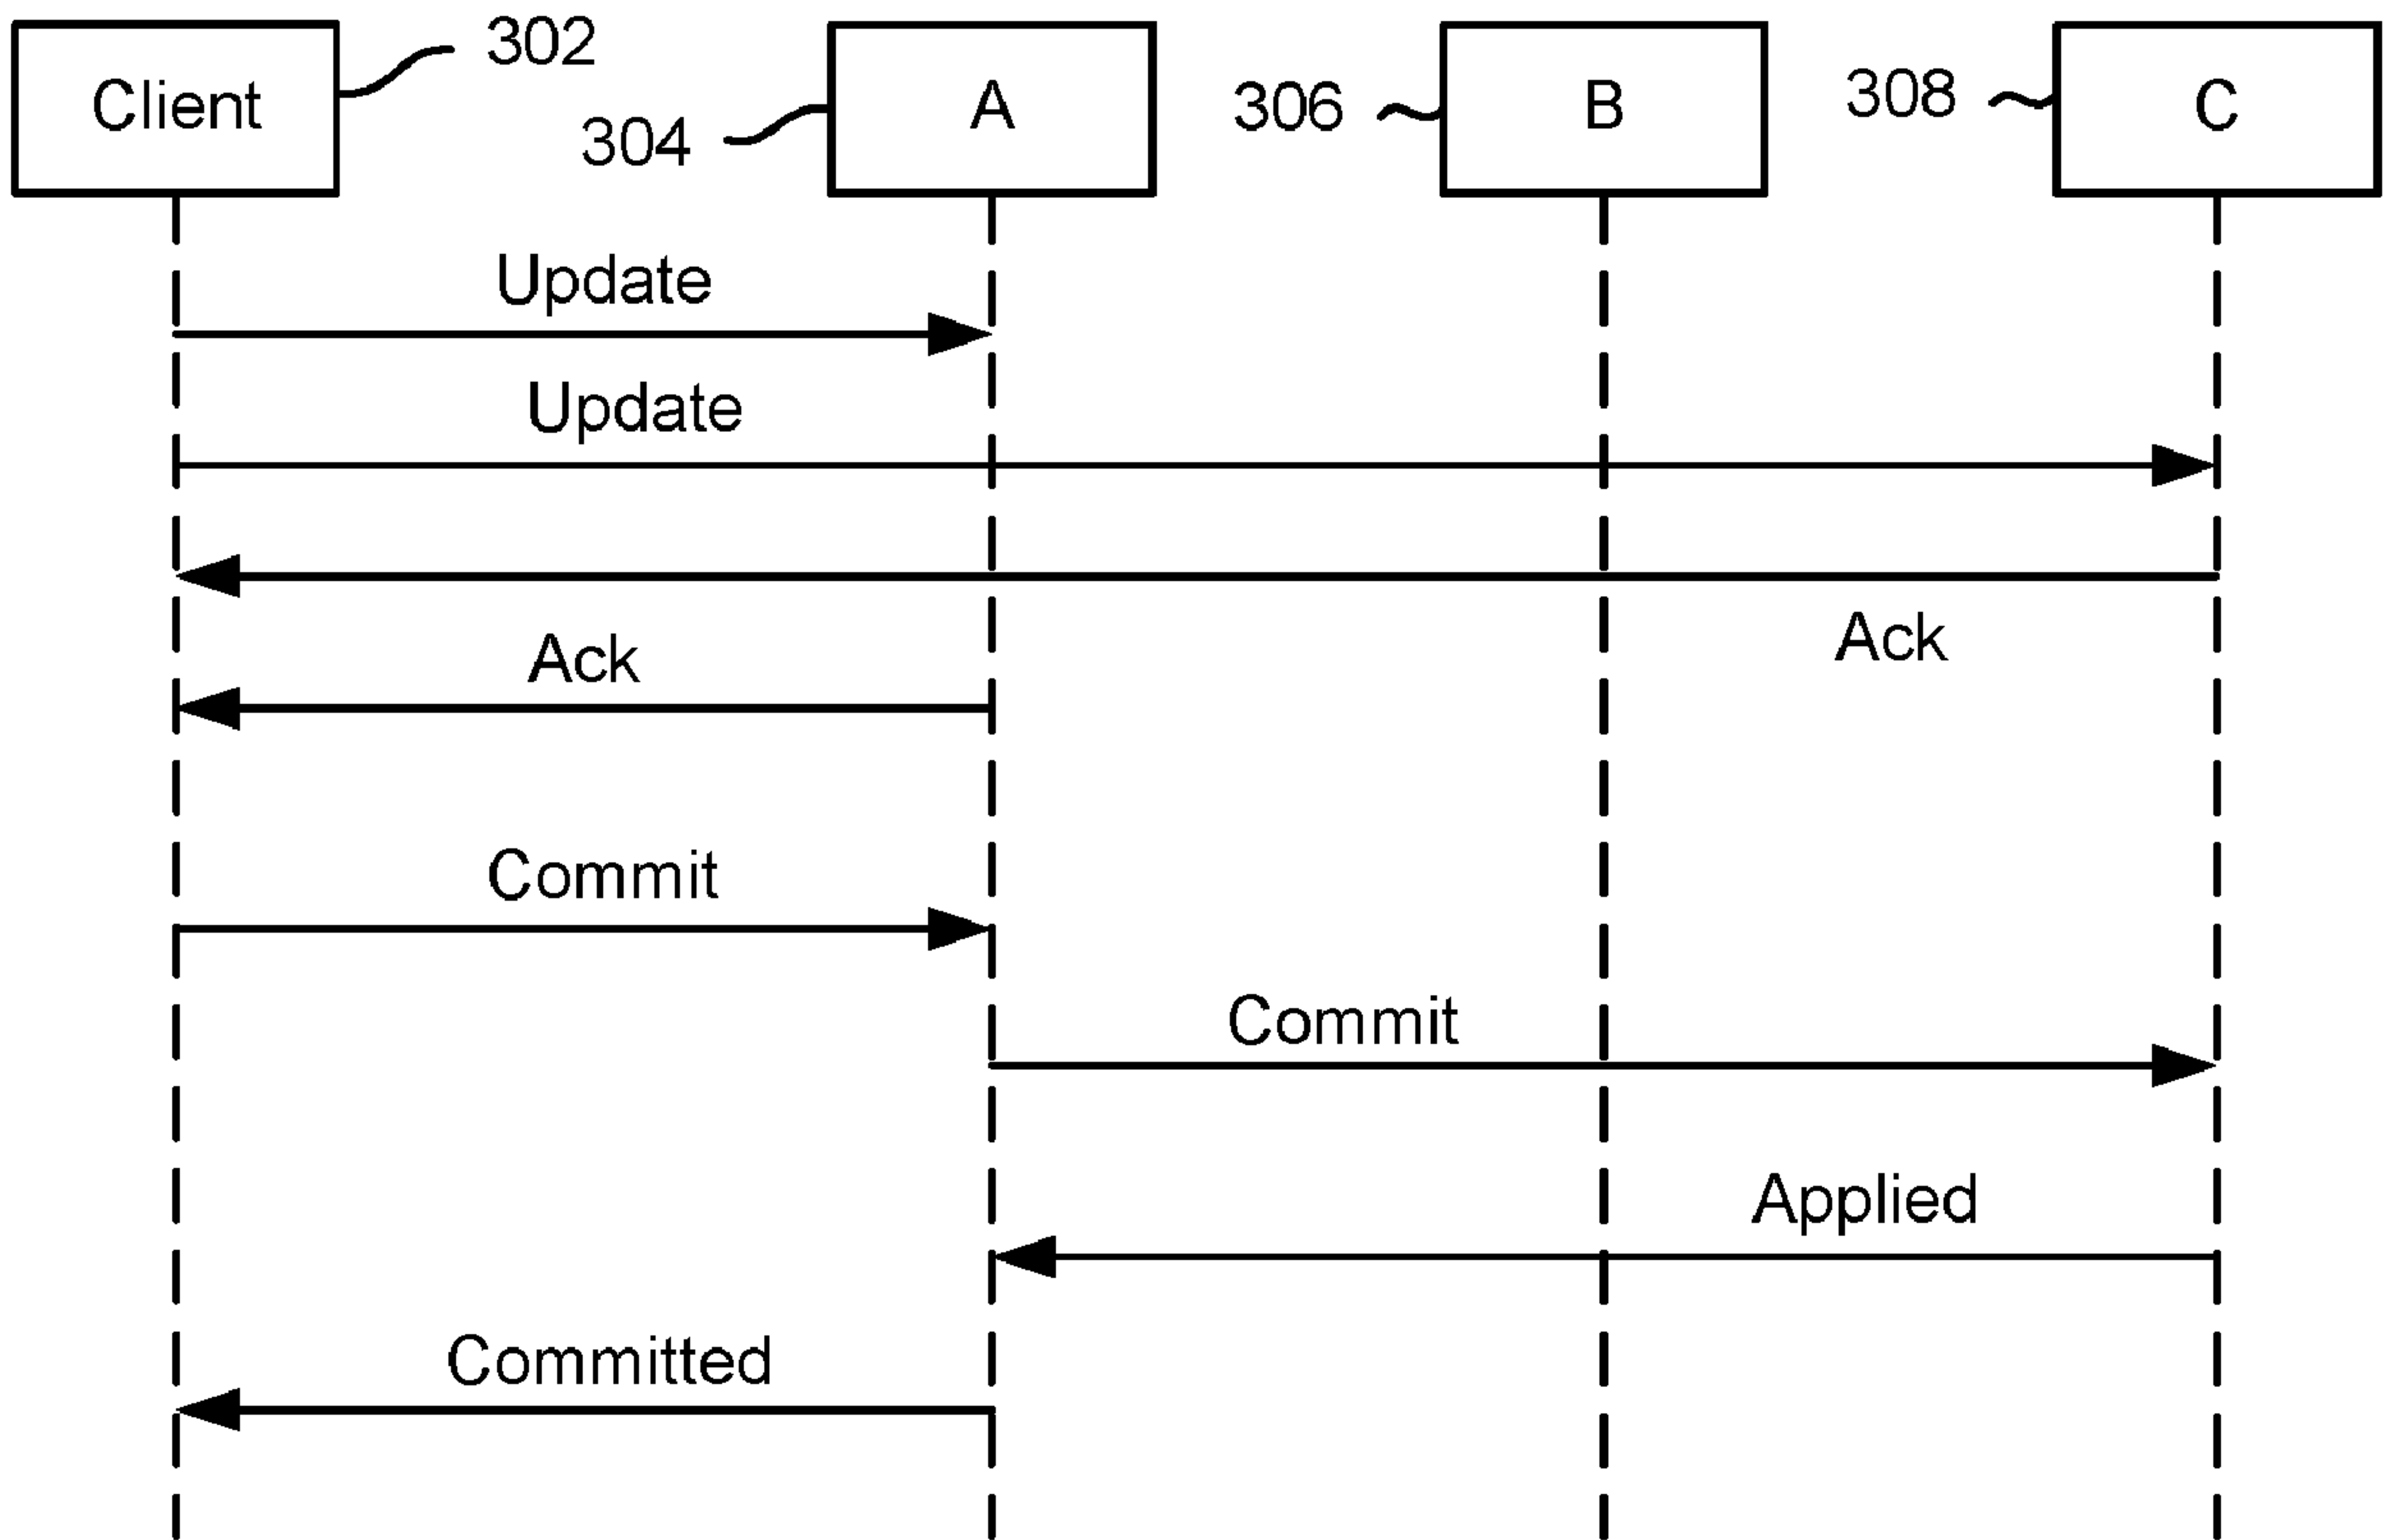 Client
302
304
A
306
B
308
C
Update
Update
Ack
Ack
Commit
Commit
Applied
Committed